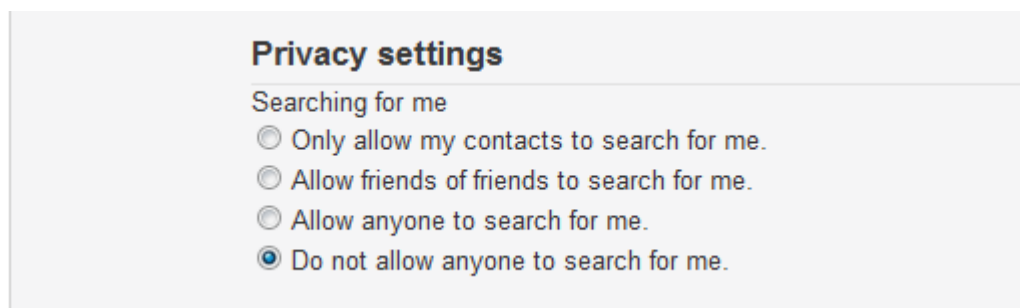 Privacy settings
Searching for me
Only allow my contacts to search for me.
Allow friends of friends to search for me.
Allow anyone to search for me.
Do not allow anyone to search for me.